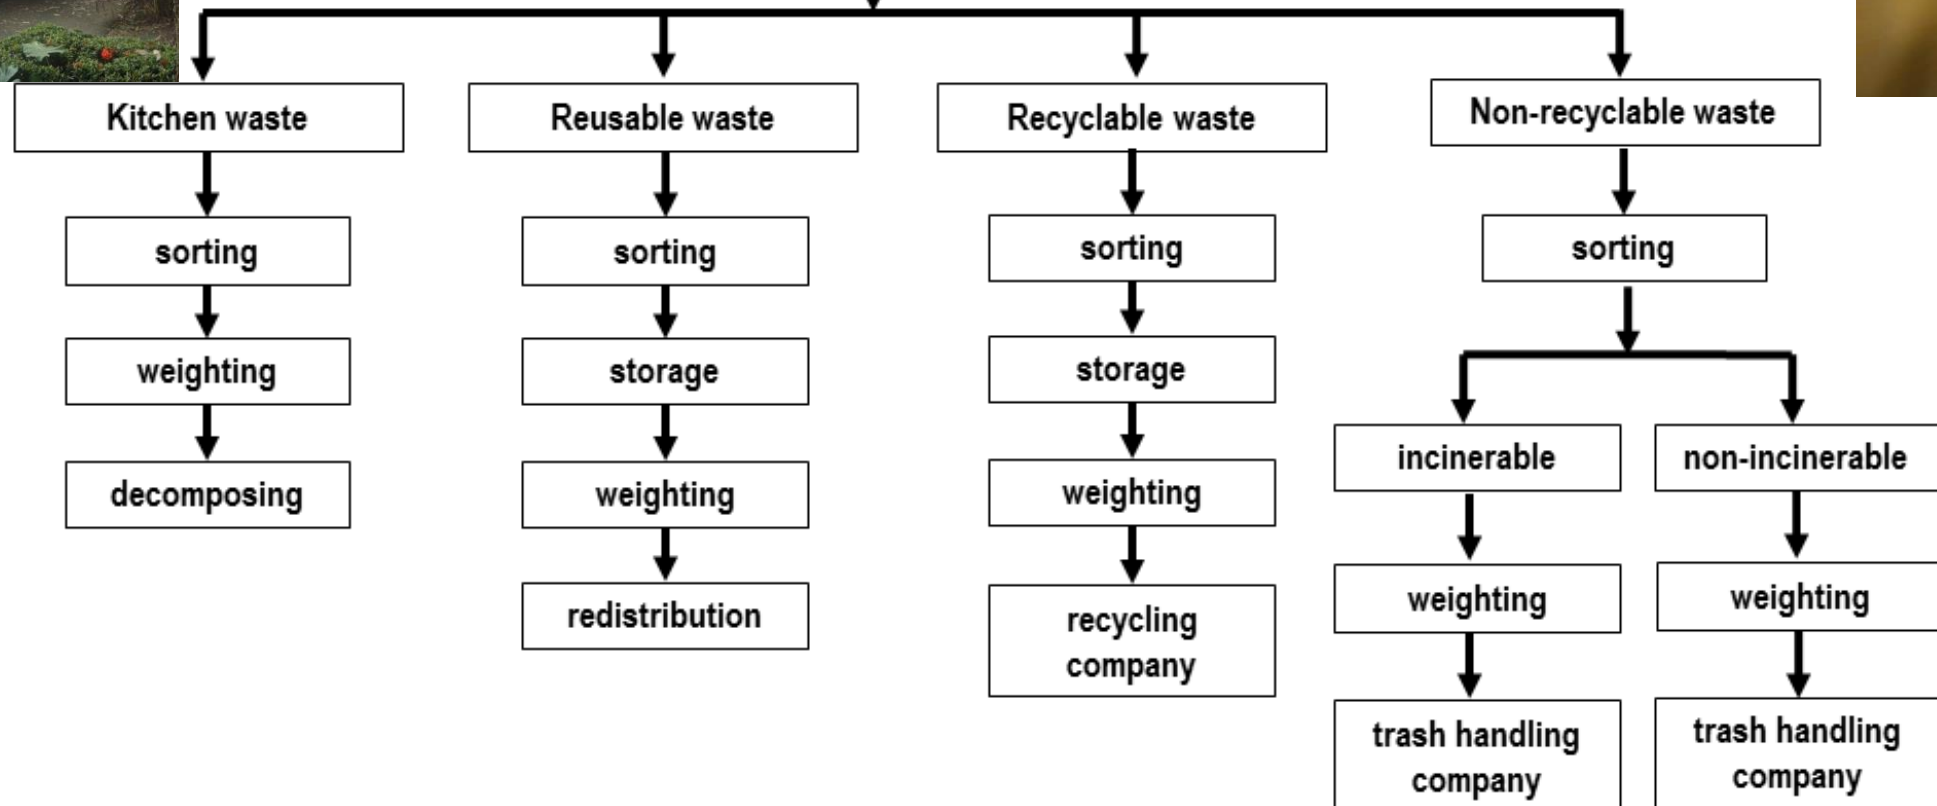 Kitchen waste
Reusable waste
Recyclable waste
Non-recyclable waste
sorting
sorting
sorting
sorting
weighting
storage
storage
incinerable
non-incinerable
decomposing
weighting
weighting
weighting
weighting
redistribution
recycling
company
trash handling
company
trash handling
company